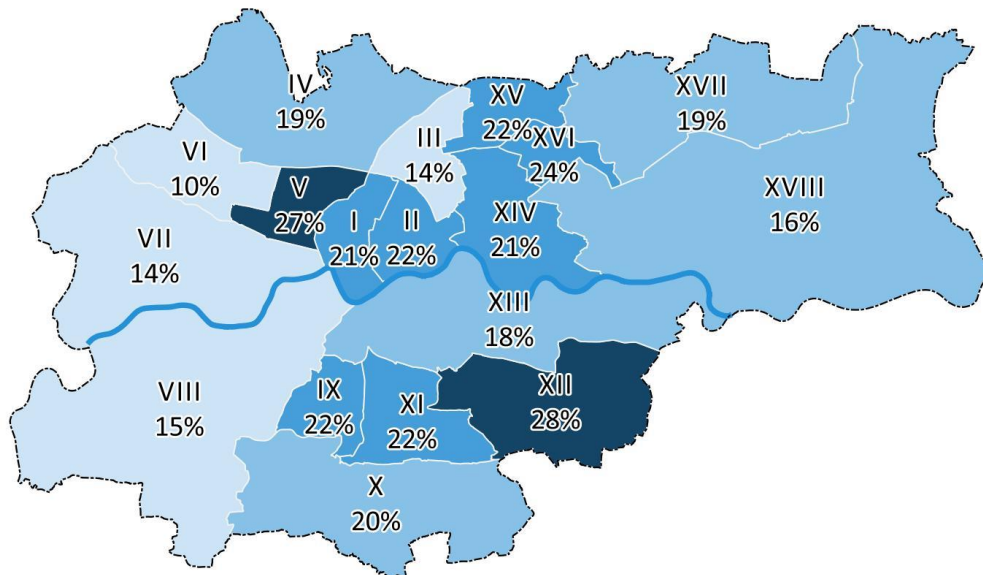 IV
19%
XV
22%
XVII
19%
III
14%
XVI
24%
VI
10%
V
27%
XVIII
16%
I
21%
II
22%
XIV
21%
VII
14%
XIII
18%
VIII
15%
IX
22%
XI
22%
XII
28%
X
20%